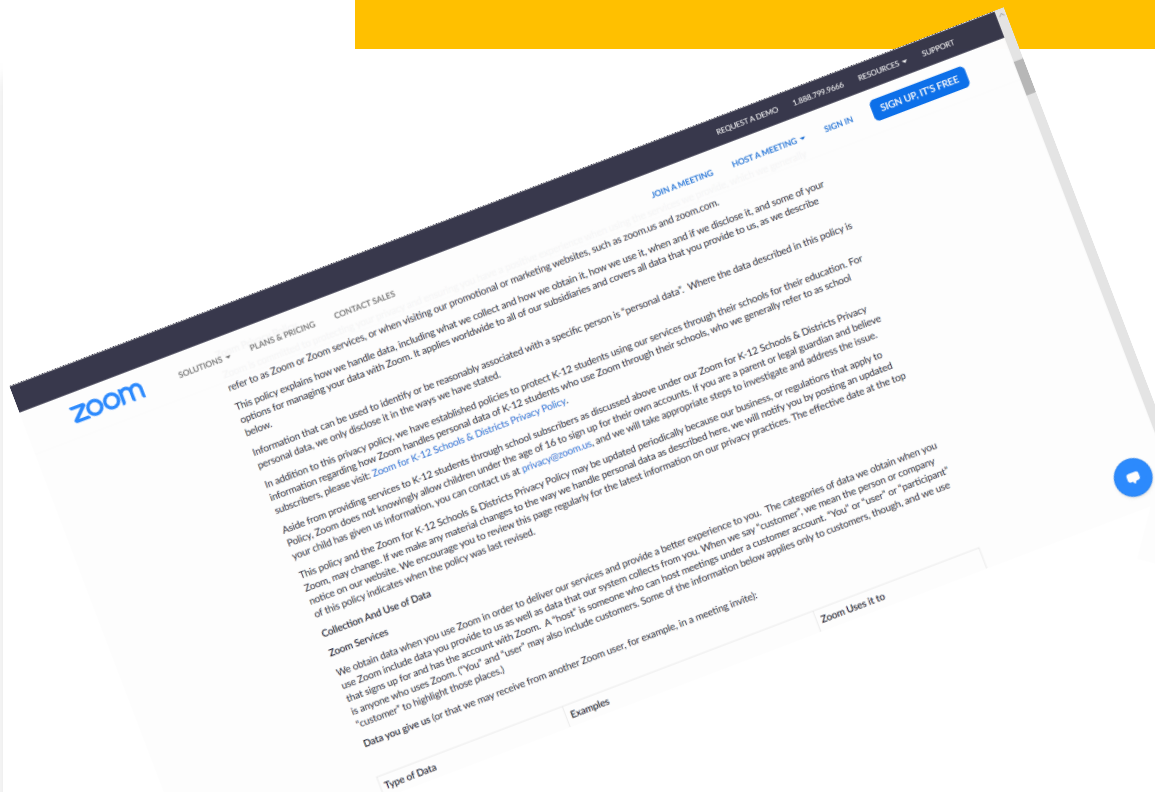 REQUEST A DEMO 1.888.799.9666 RESOURCES SUPPORT
JOIN A MEETING HOST A MEETING SIGN IN SIGN UP, IT'S FREE
zoom SOLUTIONS PLANS & PRICING CONTACT SALES
refer to as Zoom or Zoom services, or when visiting our promotional or marketing websites, such as zoom.us and zoom.com.
This policy explains how we handle data, including what we collect and how we obtain it, how we use it, when and if we disclose it, and some of your
options for managing your data with Zoom. It applies worldwide to all of our subsidiaries and covers all data that you provide to us, as we describe
below.
Information that can be used to identify or be reasonably associated with a specific person is "personal data". Where the data described in this policy is
personal data, we only disclose it in the ways we have stated.
In addition to this privacy policy, we have established policies to protect K-12 students using our services through their schools for their education. For
information regarding how Zoom handles personal data of K-12 students who use Zoom through their schools, who we generally refer to as school
subscribers, please visit: Zoom for K-12 Schools & Districts Privacy Policy.
Aside from providing services to K-12 students through school subscribers as discussed above under our Zoom for K-12 Schools & Districts Privacy
Policy, Zoom does not knowingly allow children under the age of 16 to sign up for their own accounts. If you are a parent or legal guardian and believe
your child has given us information, you can contact us at privacy@zoom.us, and we will take appropriate steps to investigate and address the issue.
This policy and the Zoom for K-12 Schools & Districts Privacy Policy may be updated periodically because our business, or regulations that apply to
Zoom, may change. If we make any material changes to the way we handle personal data as described here, we will notify you by posting an updated
notice on our website. We encourage you to review this page regularly for the latest information on our privacy practices. The effective date at the top
of this policy indicates when the policy was last revised.
Collection And Use of Data
Zoom Services
We obtain data when you use Zoom in order to deliver our services and provide a better experience to you. The categories of data we obtain when you
use Zoom include data you provide to us as well as data that our system collects from you. When we say "customer", we mean the person or company
that signs up for and has the account with Zoom. A "host" is someone who can host meetings under a customer account. "You" or "user" or "participant"
is anyone who uses Zoom. ("You" and "user" may also include customers. Some of the information below applies only to customers, though, and we use
"customer" to highlight those places.)
Data you give us (or that we may receive from another Zoom user, for example, in a meeting invite):
Type of Data Examples Zoom Uses it to